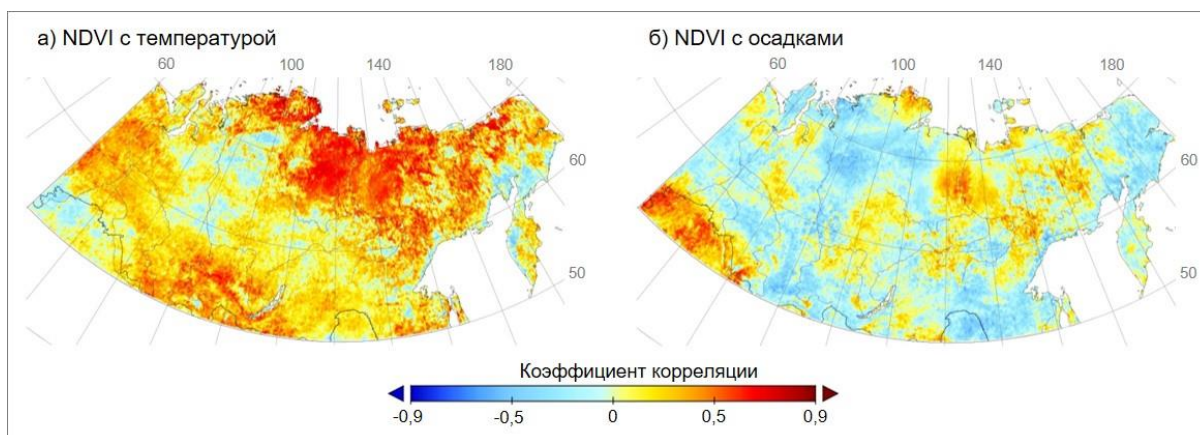 а) NDVI с температурой
60 100 140 180
60
50
б) NDVI с осадками
60 100 140 180
60
50
Коэффициент корреляции
-0,9 -0,5 0 0,5 0,9